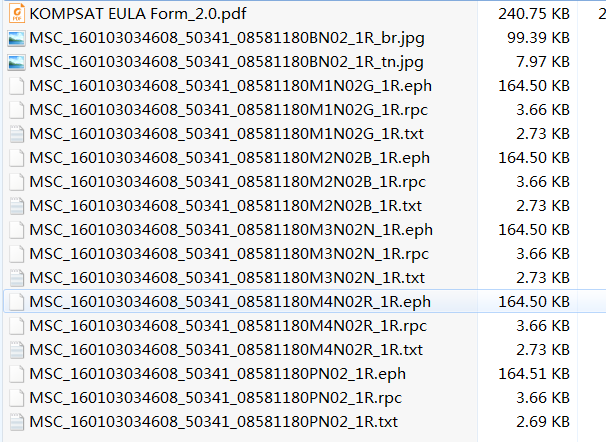 KOMPSAT EULA Form_2.0.pdf 240.75 KB 2
MSC_160103034608_50341_08581180BN02_1R_br.jpg 99.39 KB
MSC_160103034608_50341_08581180BN02_1R_tn.jpg 7.97 KB
MSC_160103034608_50341_08581180M1N02G_1R.eph 164.50 KB
MSC_160103034608_50341_08581180M1N02G_1R.rpc 3.66 KB
MSC_160103034608_50341_08581180M1N02G_1R.txt 2.73 KB
MSC_160103034608_50341_08581180M2N02B_1R.eph 164.50 KB
MSC_160103034608_50341_08581180M2N02B_1R.rpc 3.66 KB
MSC_160103034608_50341_08581180M2N02B_1R.txt 2.73 KB
MSC_160103034608_50341_08581180M3N02N_1R.eph 164.50 KB
MSC_160103034608_50341_08581180M3N02N_1R.rpc 3.66 KB
MSC_160103034608_50341_08581180M3N02N_1R.txt 2.73 KB
MSC_160103034608_50341_08581180M4N02R_1R.eph 164.50 KB
MSC_160103034608_50341_08581180M4N02R_1R.rpc 3.66 KB
MSC_160103034608_50341_08581180M4N02R_1R.txt 2.73 KB
MSC_160103034608_50341_08581180PN02_1R.eph 164.51 KB
MSC_160103034608_50341_08581180PN02_1R.rpc 3.66 KB
MSC_160103034608_50341_08581180PN02_1R.txt 2.69 KB